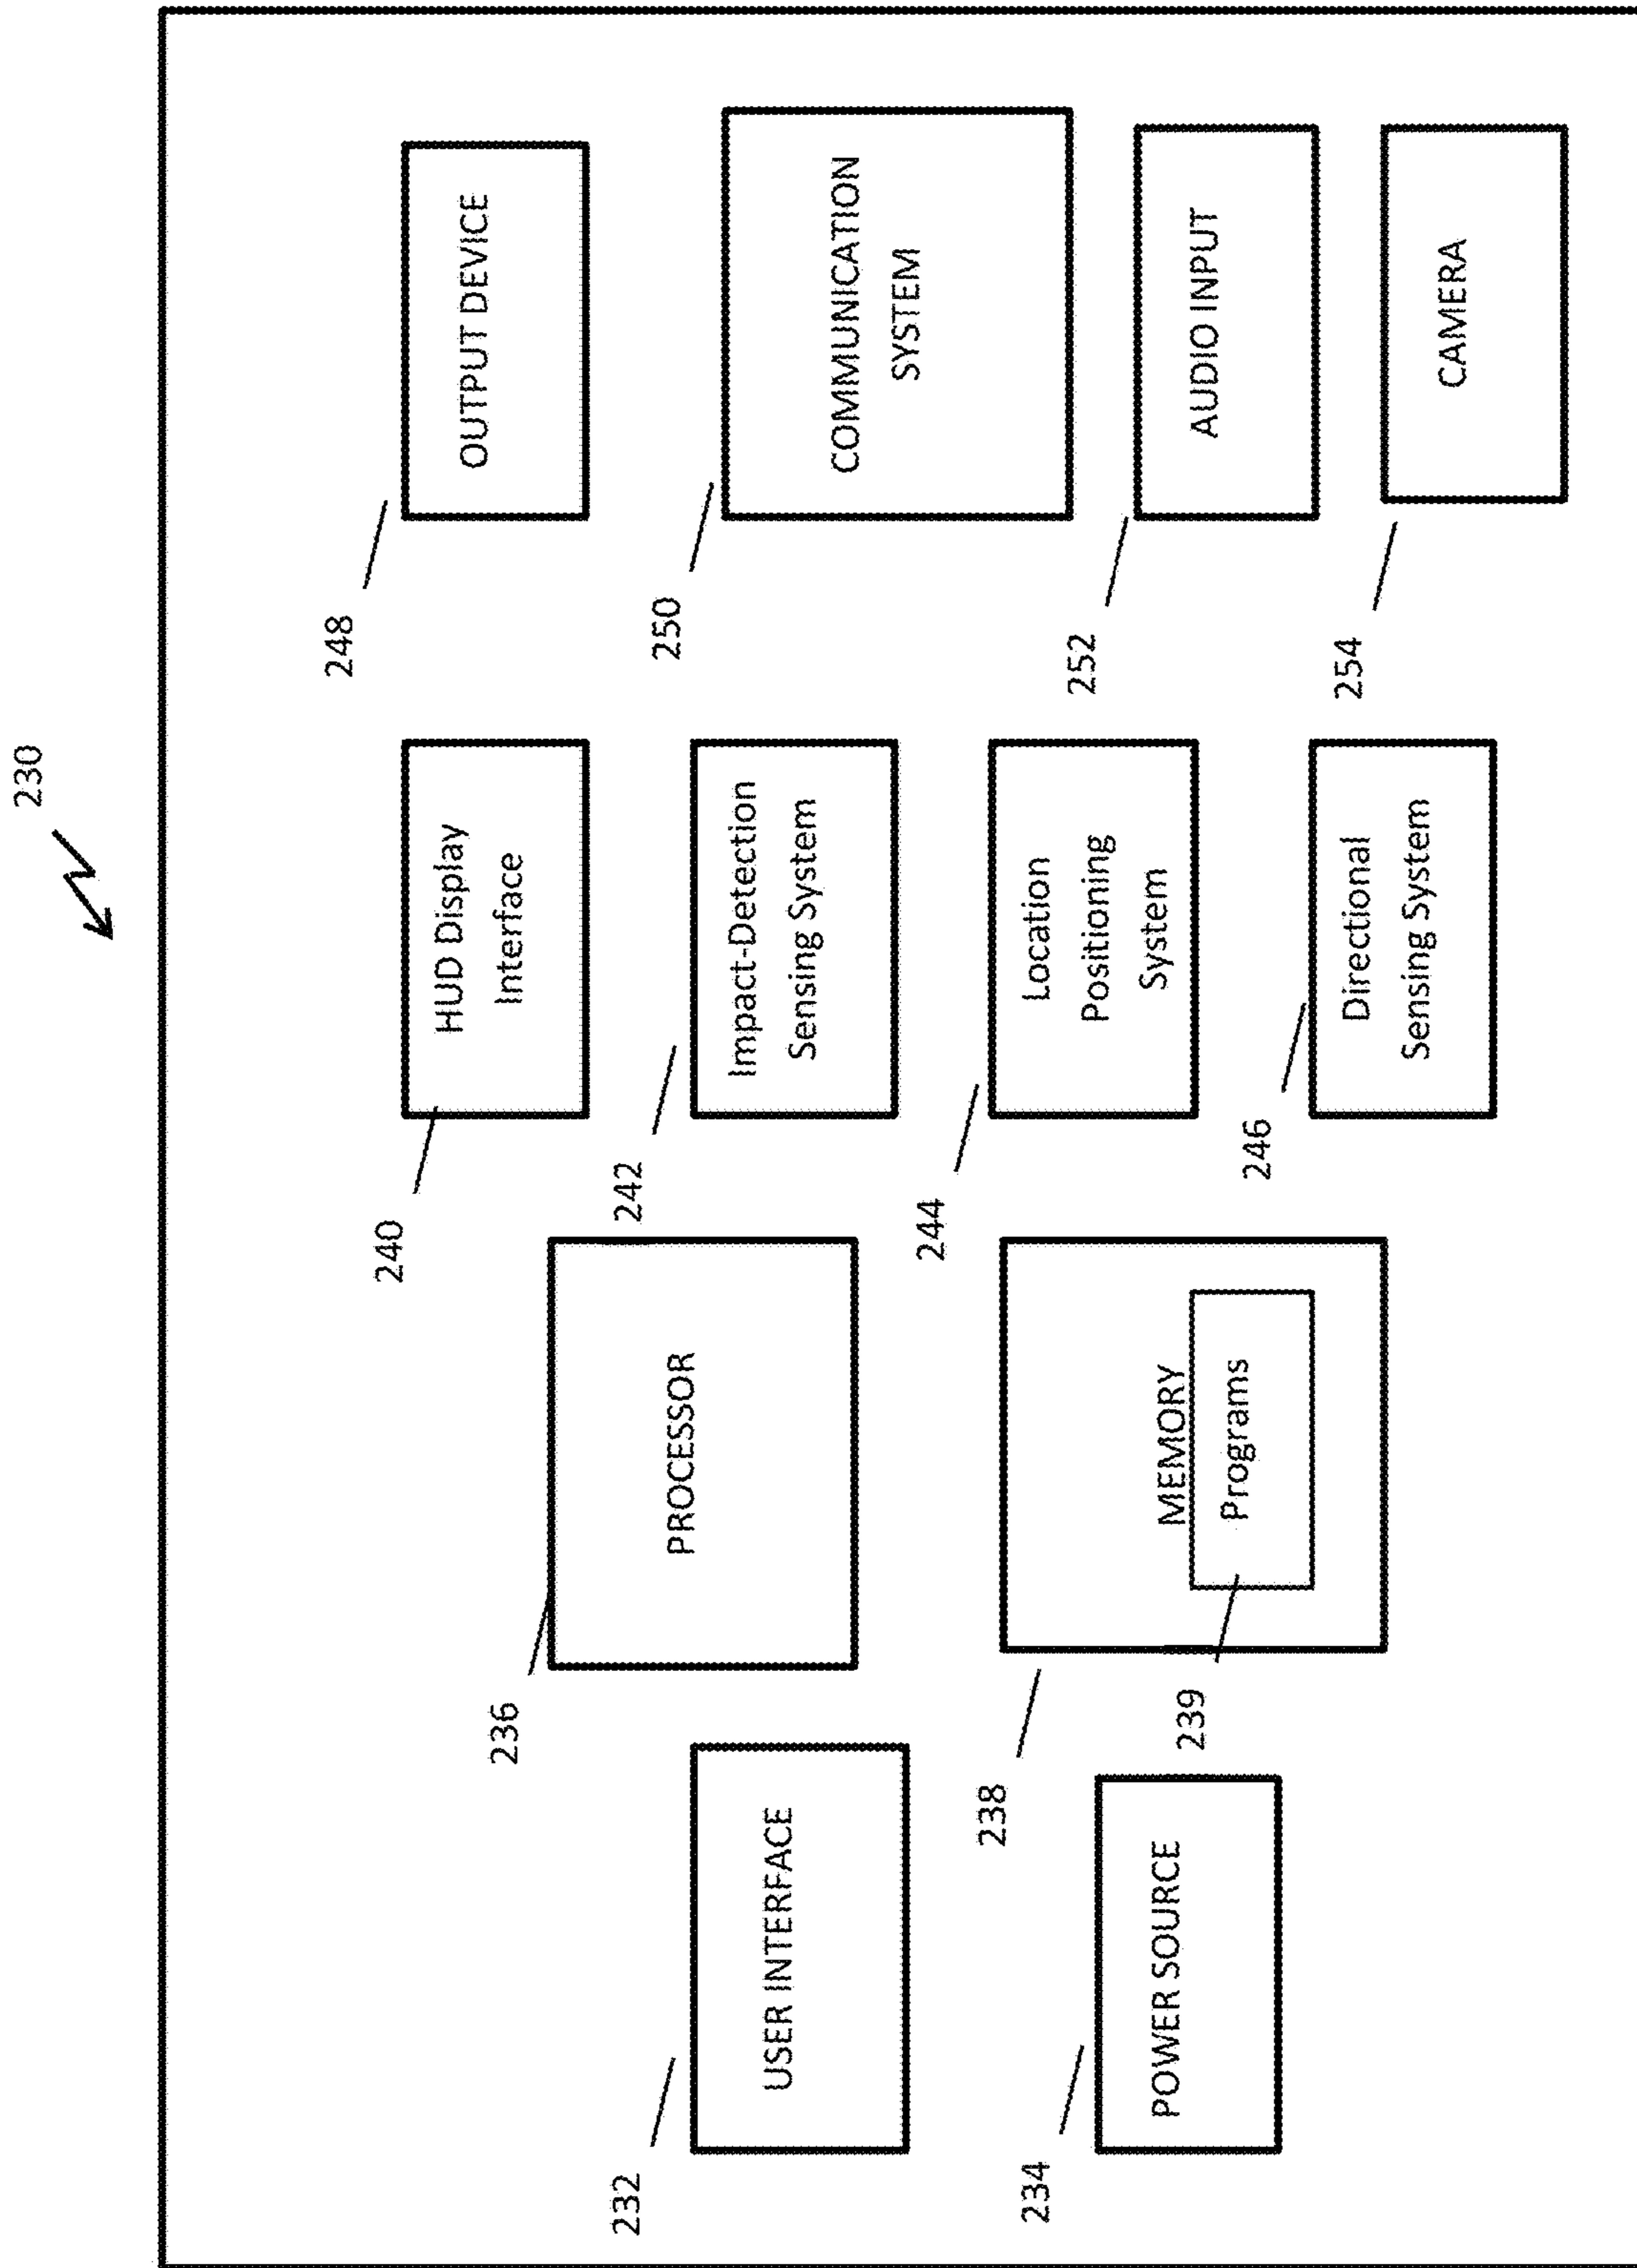 230
232
USER INTERFACE
234
POWER SOURCE
236
PROCESSOR
238
MEMORY
239
Programs
240
HUD Display
Interface
242
Impact-Detection
Sensing System
244
Location
Positioning
System
246
Directional
Sensing System
248
OUTPUT DEVICE
250
COMMUNICATION
SYSTEM
252
AUDIO INPUT
254
CAMERA